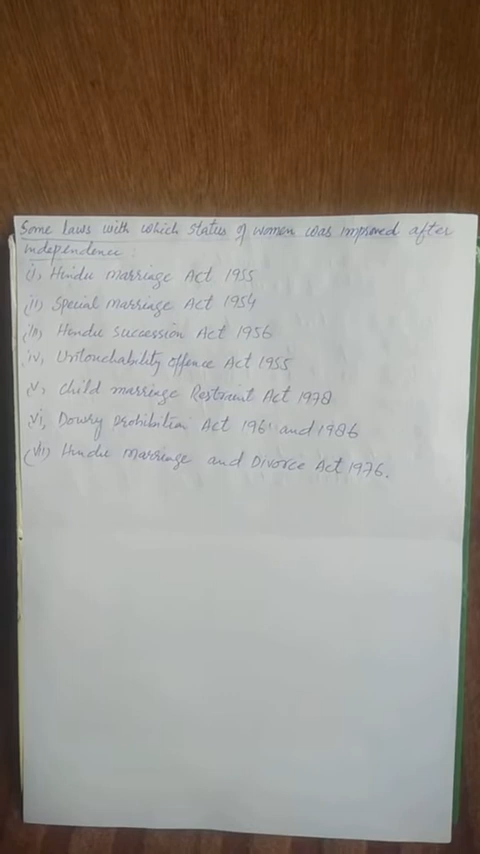 Some laws with which status of women was improved after
independence :
(i), Hindu Marriage Act 1955
(ii) Special Marriage Act 1954
(iii) Hindu Succession Act 1956
(iv, Untouchability offence Act 1955
(v, Child marriage Restraint Act 1978
(vi, Dowry prohibition Act 1961 and 1986
(vii) Hindu Marriage and Divorce Act 1976.